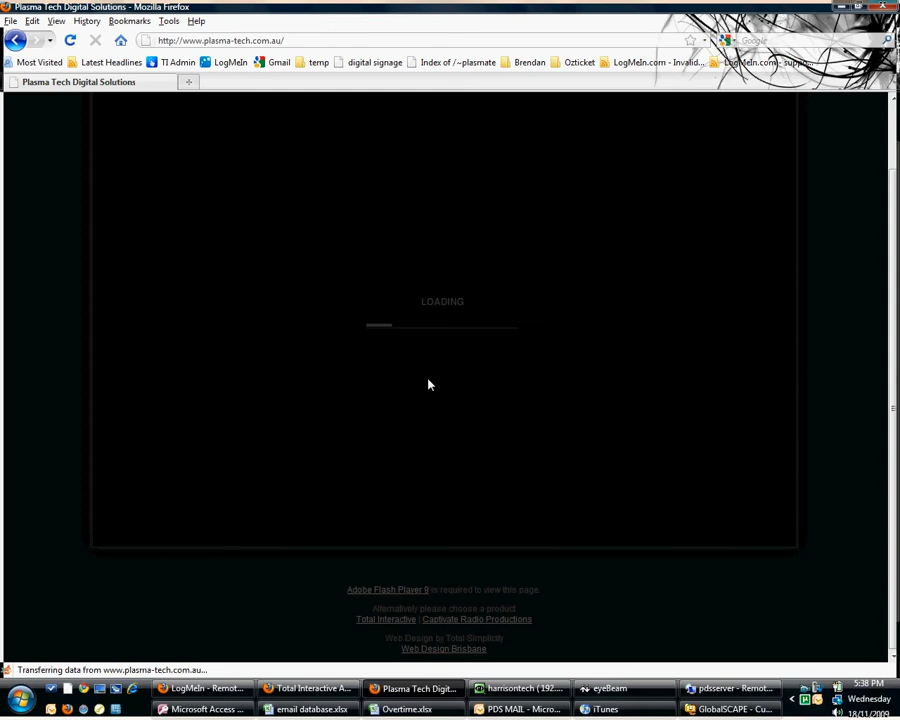 Plasma Tech Digital Solutions - Mozilla Firefox
File Edit View History Bookmarks Tools Help
http://www.plasma-tech.com.au/ Google
Most Visited Latest Headlines TI Admin LogMeIn Gmail temp digital signage Index of /~plasmate Brendan Ozticket LogMeIn.com - Invalid... LogMeIn.com - suppo...
Plasma Tech Digital Solutions
LOADING
Adobe Flash Player 9 is required to view this page.
Alternatively please choose a product
Total Interactive | Captivate Radio Productions
Web Design by Total Simplicity
Web Design Brisbane
Transferring data from www.plasma-tech.com.au...
LogMeIn - Remot... Total Interactive A... Plasma Tech Digit... harrisontech (192.... eyeBeam pdsserver - Remot... 5:38 PM
Wednesday
Microsoft Access ... email database.xlsx Overtime.xlsx PDS MAIL - Micro... iTunes GlobalSCAPE - Cu... 18/11/2009